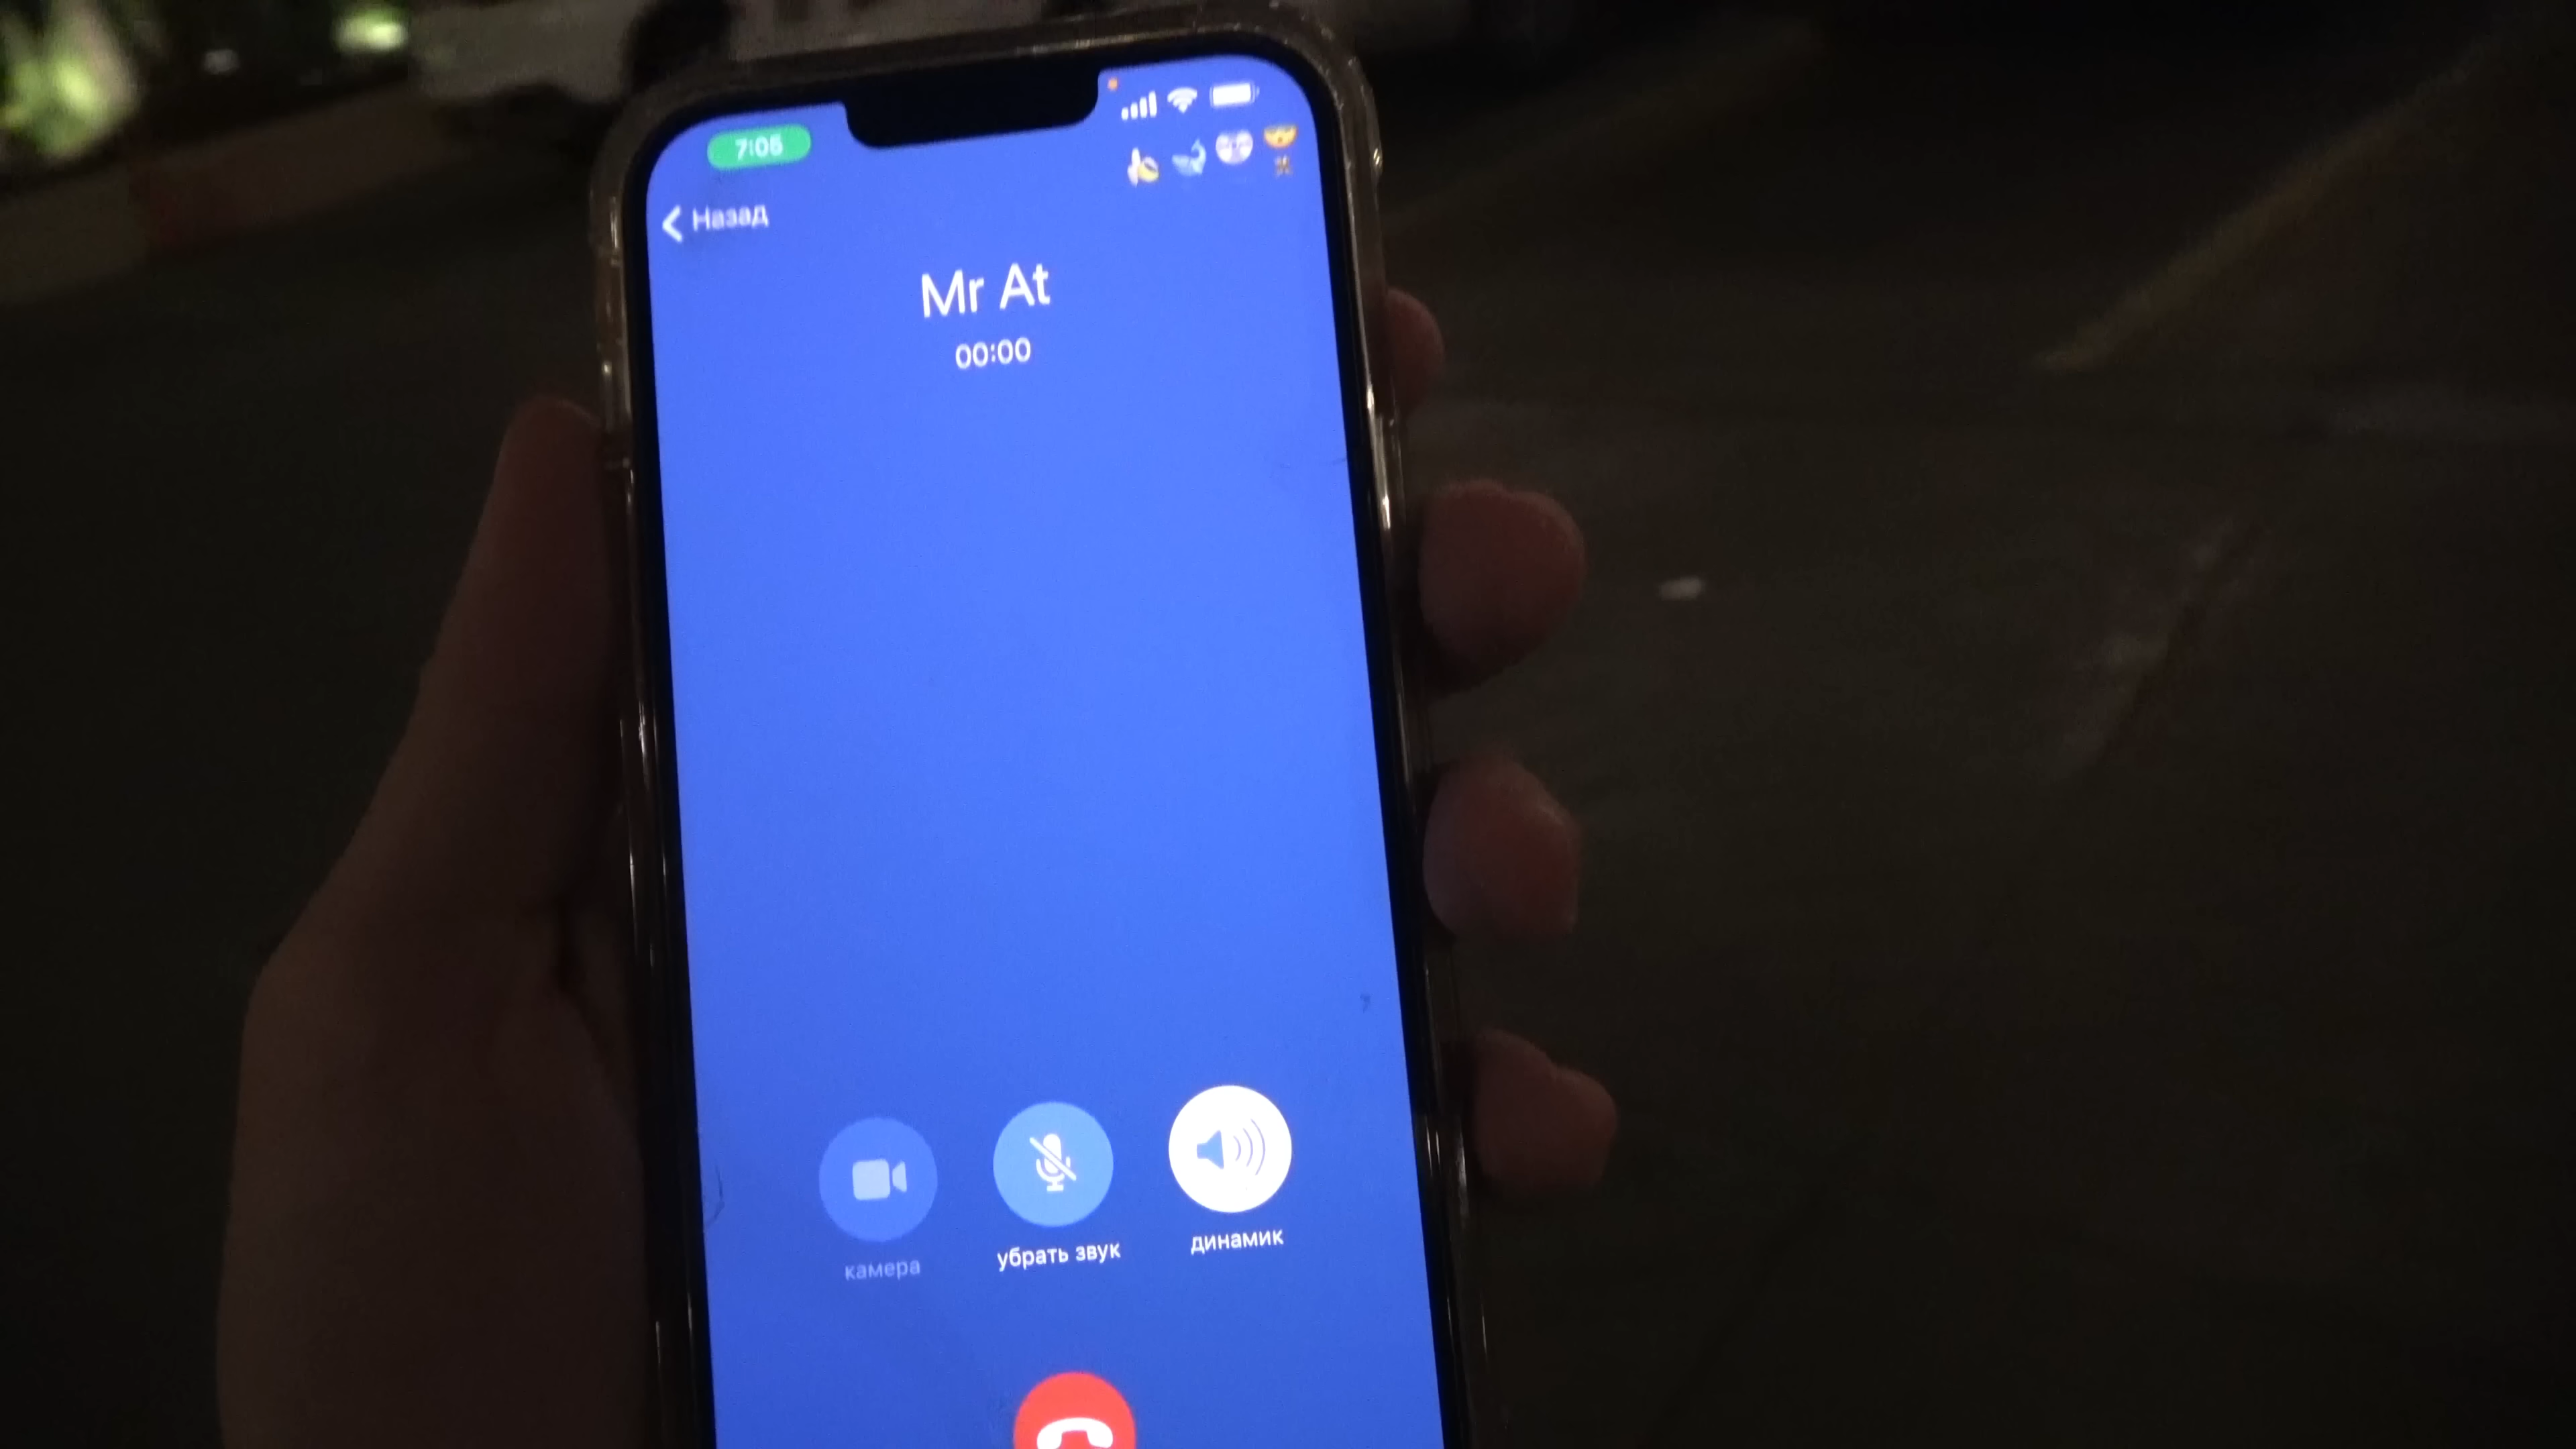 7:05
Назад
Mr At
00:00
камера
убрать звук
динамик